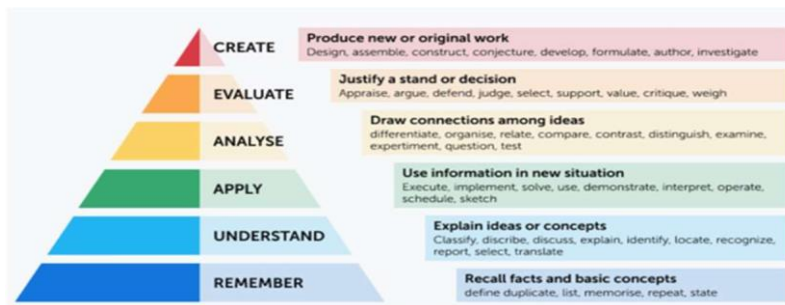 CREATE
Produce new or original work
Design, assemble, construct, conjecture, develop, formulate, author, investigate
EVALUATE
Justify a stand or decision
Appraise, argue, defend, judge, select, support, value, critique, weigh
ANALYSE
Draw connections among ideas
differentiate, organise, relate, compare, contrast, distinguish, examine,
expertiment, question, test
APPLY
Use information in new situation
Execute, implement, solve, use, demonstrate, interpret, operate,
schedule, sketch
UNDERSTAND
Explain ideas or concepts
Classify, discribe, discuss, explain, identify, locate, recognize,
report, select, translate
REMEMBER
Recall facts and basic concepts
define duplicate, list, memorise, repeat, state